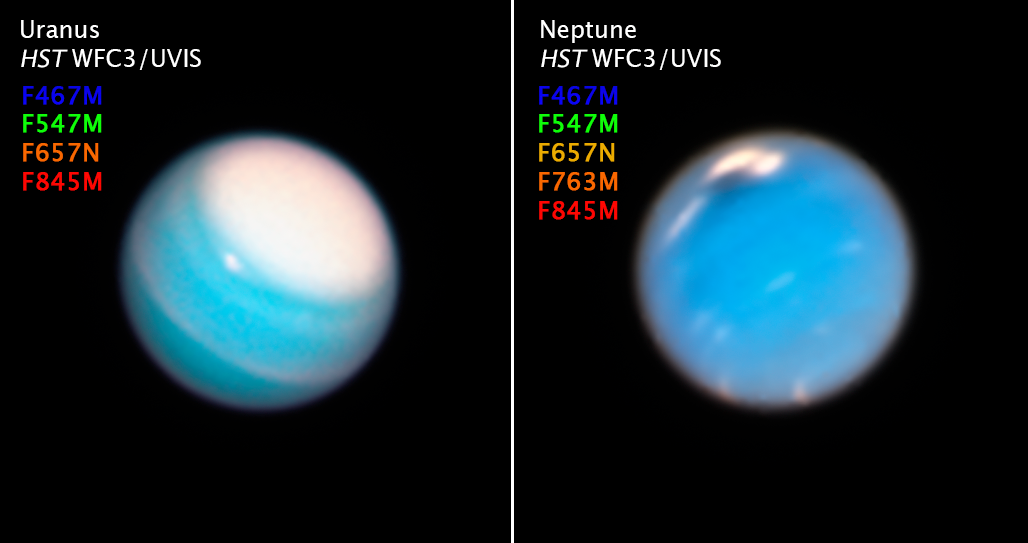 Uranus
HST WFC3/UVIS
F467M
F547M
F657N
F845M
Neptune
HST WFC3/UVIS
F467M
F547M
F657N
F763M
F845M